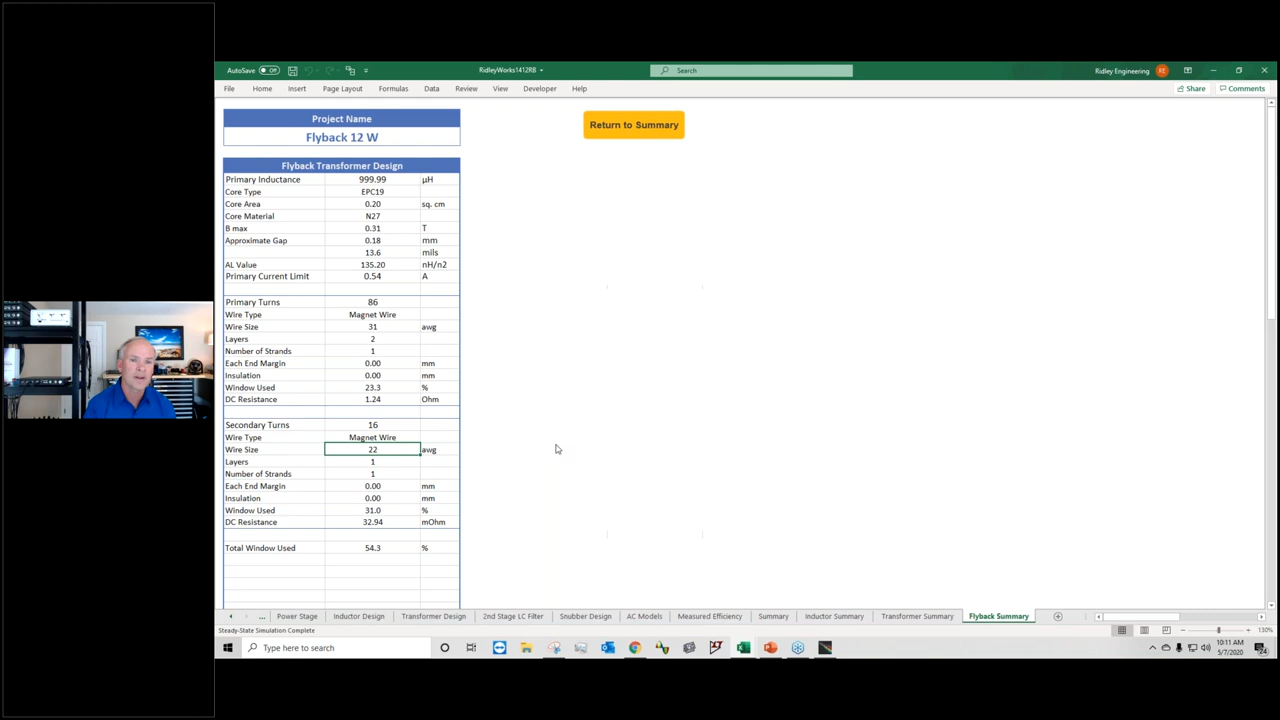 AutoSave Off
RidleyWorks1412RB
Search
Ridley Engineering RE
File Home Insert Page Layout Formulas Data Review View Developer Help
Share Comments
Project Name
Flyback 12 W
Return to Summary
Flyback Transformer Design
Primary Inductance 999.99 µH
Core Type EPC19
Core Area 0.20 sq. cm
Core Material N27
B max 0.31 T
Approximate Gap 0.18 mm
13.6 mils
AL Value 135.20 nH/n2
Primary Current Limit 0.54 A
Primary Turns 86
Wire Type Magnet Wire
Wire Size 31 awg
Layers 2
Number of Strands 1
Each End Margin 0.00 mm
Insulation 0.00 mm
Window Used 23.3 %
DC Resistance 1.24 Ohm
Secondary Turns 16
Wire Type Magnet Wire
Wire Size 22 awg
Layers 1
Number of Strands 1
Each End Margin 0.00 mm
Insulation 0.00 mm
Window Used 31.0 %
DC Resistance 32.94 mOhm
Total Window Used 54.3 %
... Power Stage Inductor Design Transformer Design 2nd Stage LC Filter Snubber Design AC Models Measured Efficiency Summary Inductor Summary Transformer Summary Flyback Summary
Steady-State Simulation Complete
130%
Type here to search
10:11 AM
5/7/2020
24